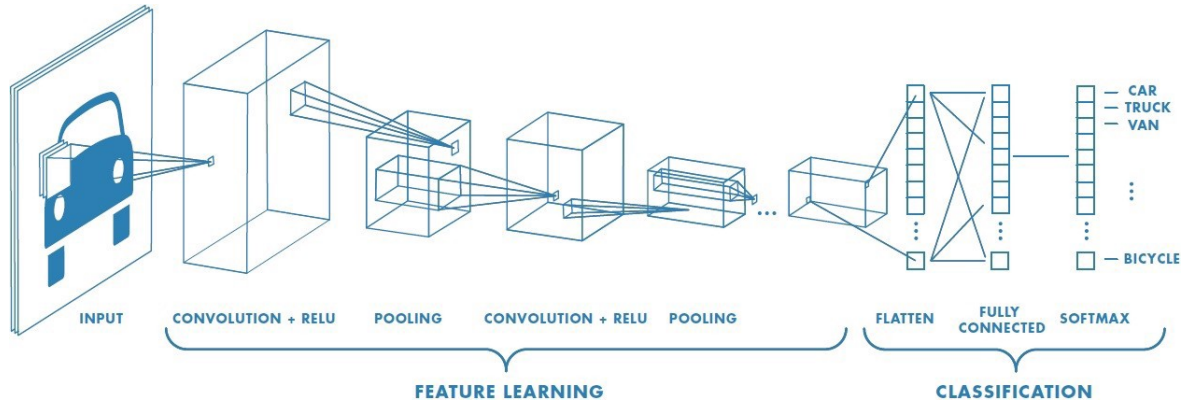 CAR
TRUCK
VAN
BICYCLE
INPUT
CONVOLUTION + RELU
POOLING
CONVOLUTION + RELU
POOLING
FLATTEN
FULLY
CONNECTED
SOFTMAX
FEATURE LEARNING
CLASSIFICATION